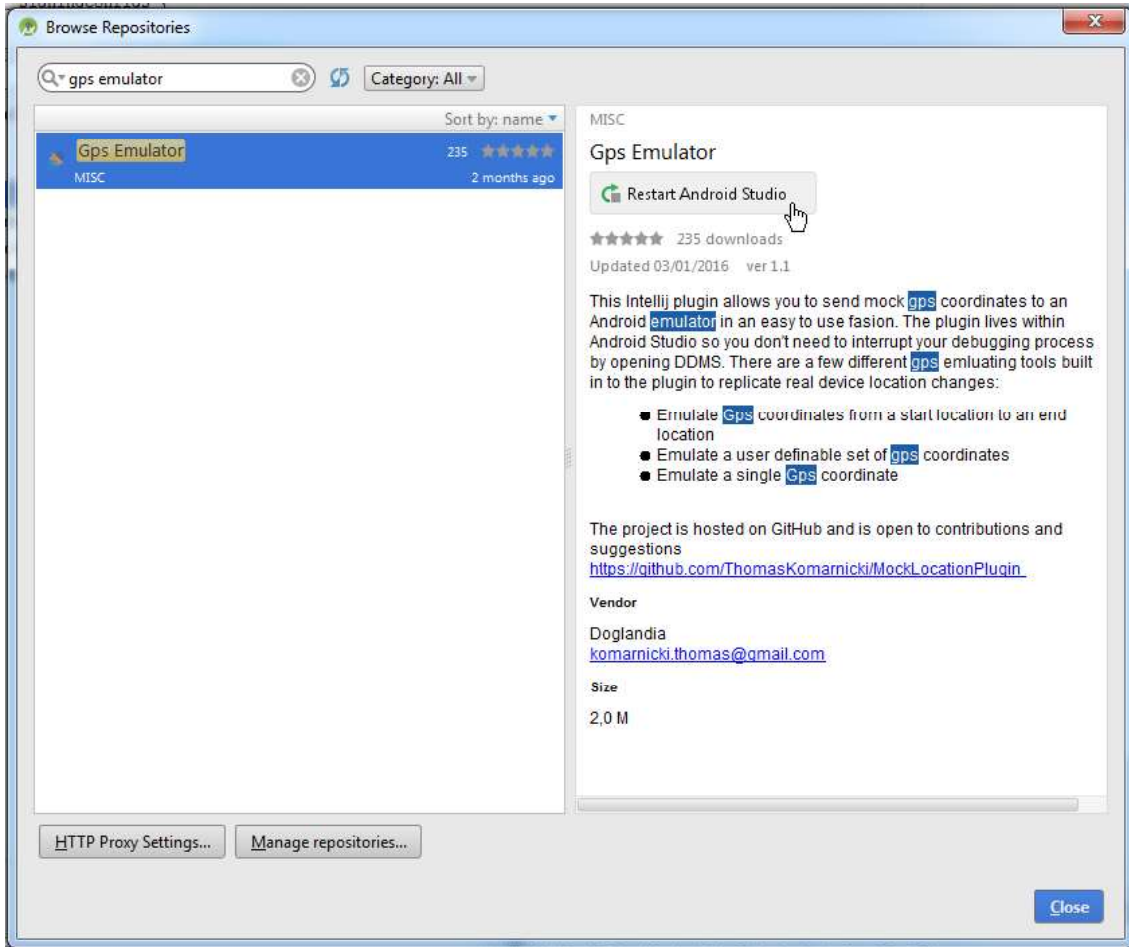 Browse Repositories
gps emulator
Category: All
Sort by: name
Gps Emulator
235
MISC
2 months ago
MISC
Gps Emulator
Restart Android Studio
235 downloads
Updated 03/01/2016 ver 1.1
This Intellij plugin allows you to send mock gps coordinates to an
Android emulator in an easy to use fasion. The plugin lives within
Android Studio so you don't need to interrupt your debugging process
by opening DDMS. There are a few different gps emluating tools built
in to the plugin to replicate real device location changes:
Emulate Gps coordinates from a start location to an end
location
Emulate a user definable set of gps coordinates
Emulate a single Gps coordinate
The project is hosted on GitHub and is open to contributions and
suggestions
https://github.com/ThomasKomarnicki/MockLocationPlugin
Vendor
Doglandia
komarnicki.thomas@gmail.com
Size
2,0 M
HTTP Proxy Settings...
Manage repositories...
Close